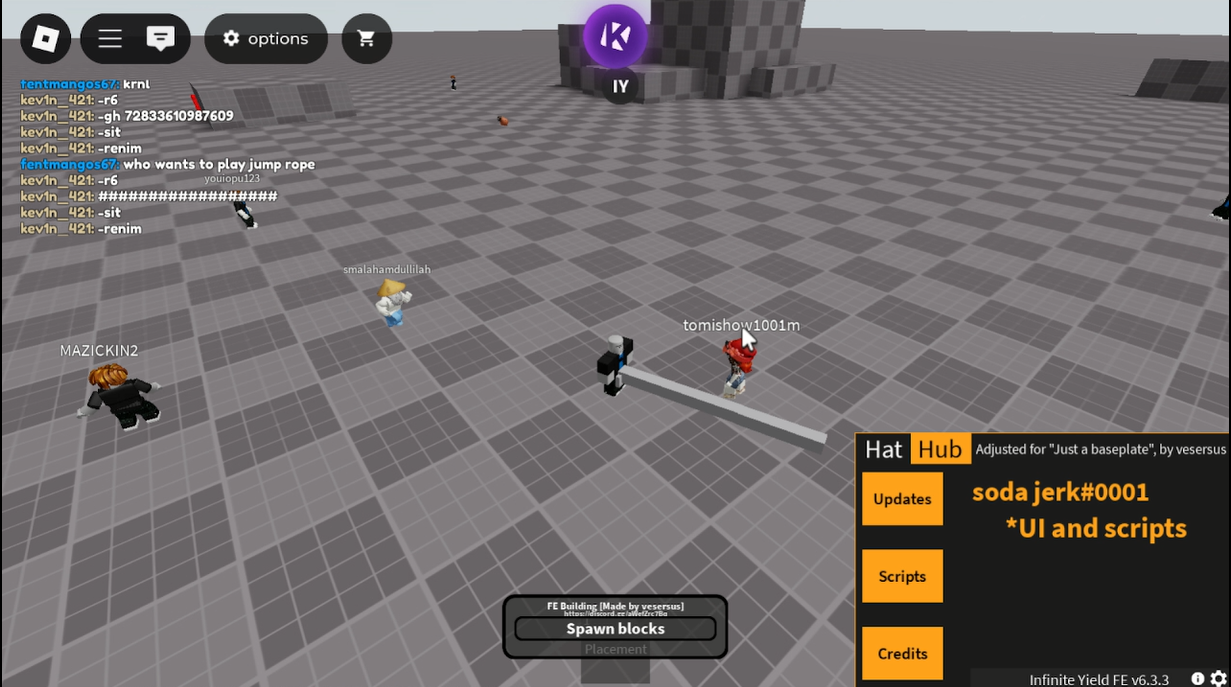 options
IY
fentmangos67: krnl
kev1n_421: -r6
kev1n_421: -gh 72833610987609
kev1n_421: -sit
kev1n_421: -renim
fentmangos67: who wants to play jump rope
youiopu123
kev1n_421: -r6
kev1n_421: ##################
kev1n_421: -sit
kev1n_421: -renim
smalahamdullilah
tomishow1001m
MAZICKIN2
Hat Hub Adjusted for "Just a baseplate", by vesersus
Updates
soda jerk#0001
*UI and scripts
Scripts
Credits
FE Building [Made by vesersus]
Spawn blocks
Placement
Infinite Yield FE v6.3.3